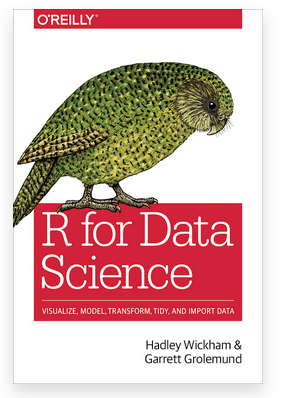 O'REILLY®
R for Data
Science
VISUALIZE, MODEL, TRANSFORM, TIDY, AND IMPORT DATA
Hadley Wickham &
Garrett Grolemund